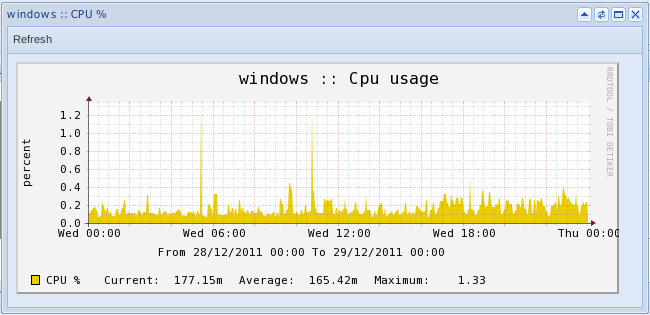 windows :: CPU %
Refresh
windows :: Cpu usage
RRDTOOL / TOBI OETIKER
percent
1.2
1.0
0.8
0.6
0.4
0.2
0.0
Wed 00:00 Wed 06:00 Wed 12:00 Wed 18:00 Thu 00:00
From 28/12/2011 00:00 To 29/12/2011 00:00
CPU % Current: 177.15m Average: 165.42m Maximum: 1.33